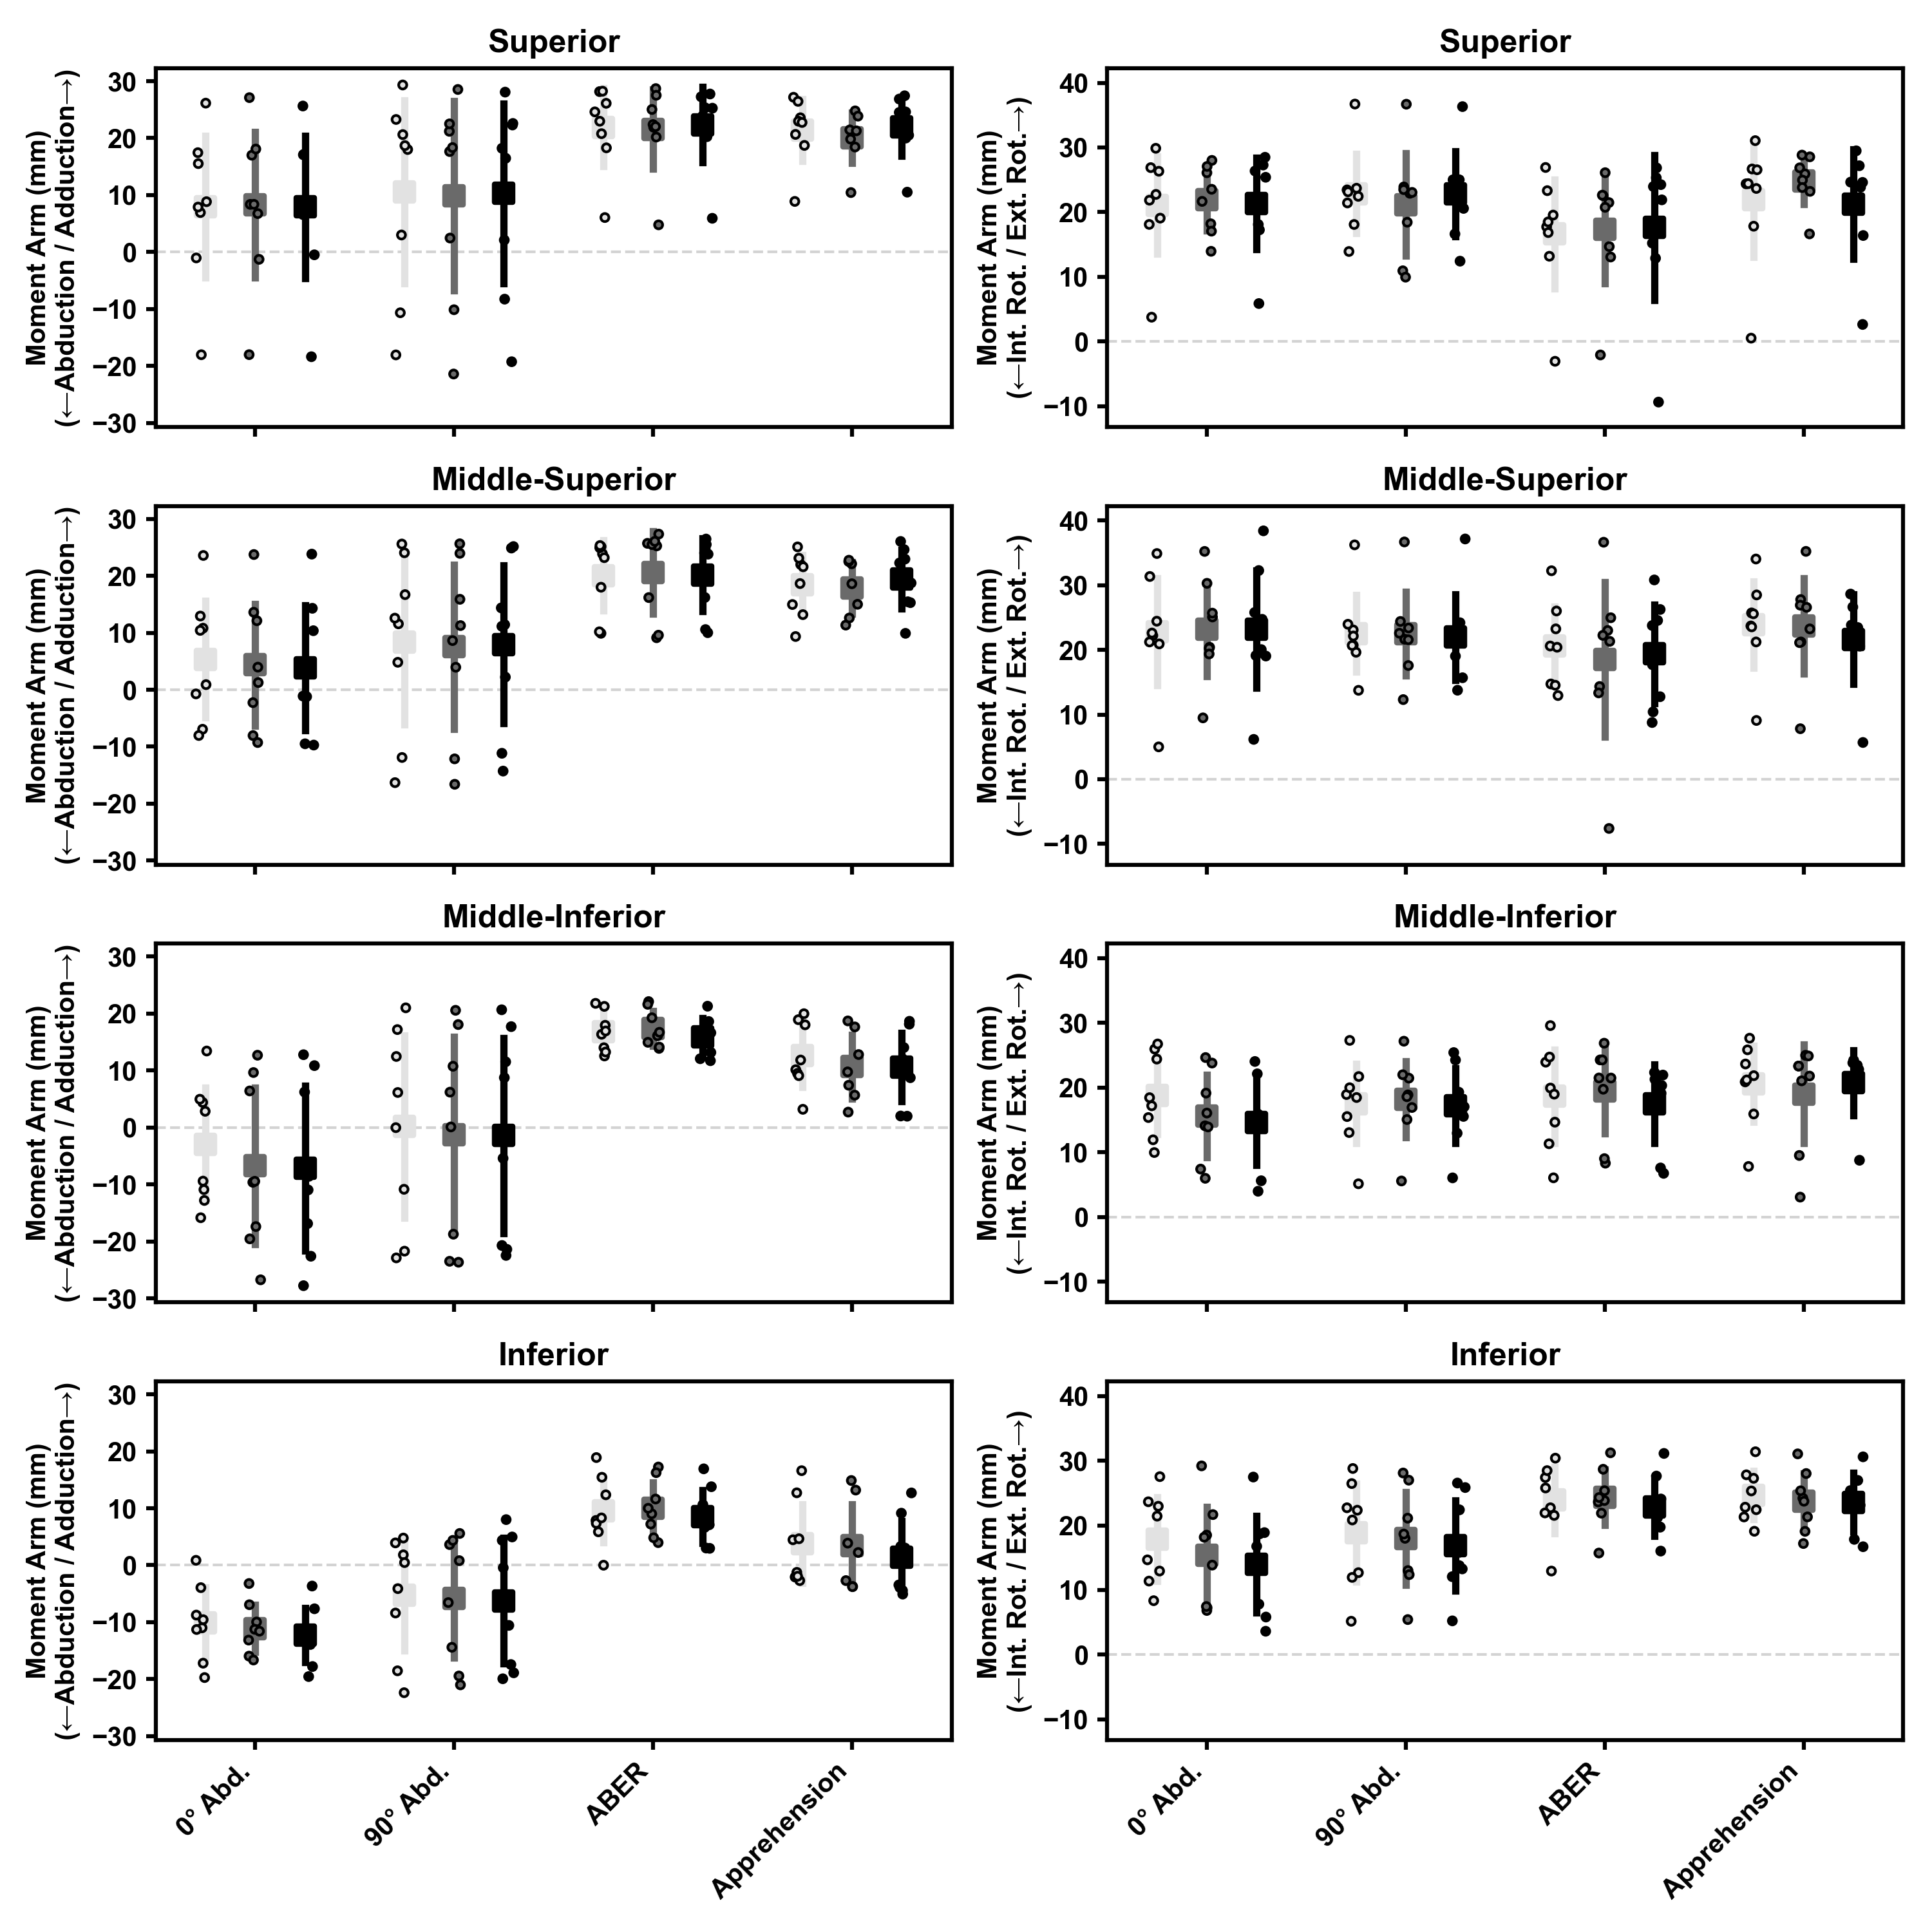 Superior
Moment Arm (mm)
(←Abduction / Adduction→)
30
20
10
0
−10
−20
−30
Superior
Moment Arm (mm)
(←Int. Rot. / Ext. Rot.→)
40
30
20
10
0
−10
Middle-Superior
Moment Arm (mm)
(←Abduction / Adduction→)
30
20
10
0
−10
−20
−30
Middle-Superior
Moment Arm (mm)
(←Int. Rot. / Ext. Rot.→)
40
30
20
10
0
−10
Middle-Inferior
Moment Arm (mm)
(←Abduction / Adduction→)
30
20
10
0
−10
−20
−30
Middle-Inferior
Moment Arm (mm)
(←Int. Rot. / Ext. Rot.→)
40
30
20
10
0
−10
Inferior
Moment Arm (mm)
(←Abduction / Adduction→)
30
20
10
0
−10
−20
−30
0° Abd.
90° Abd.
ABER
Apprehension
Inferior
Moment Arm (mm)
(←Int. Rot. / Ext. Rot.→)
40
30
20
10
0
−10
0° Abd.
90° Abd.
ABER
Apprehension